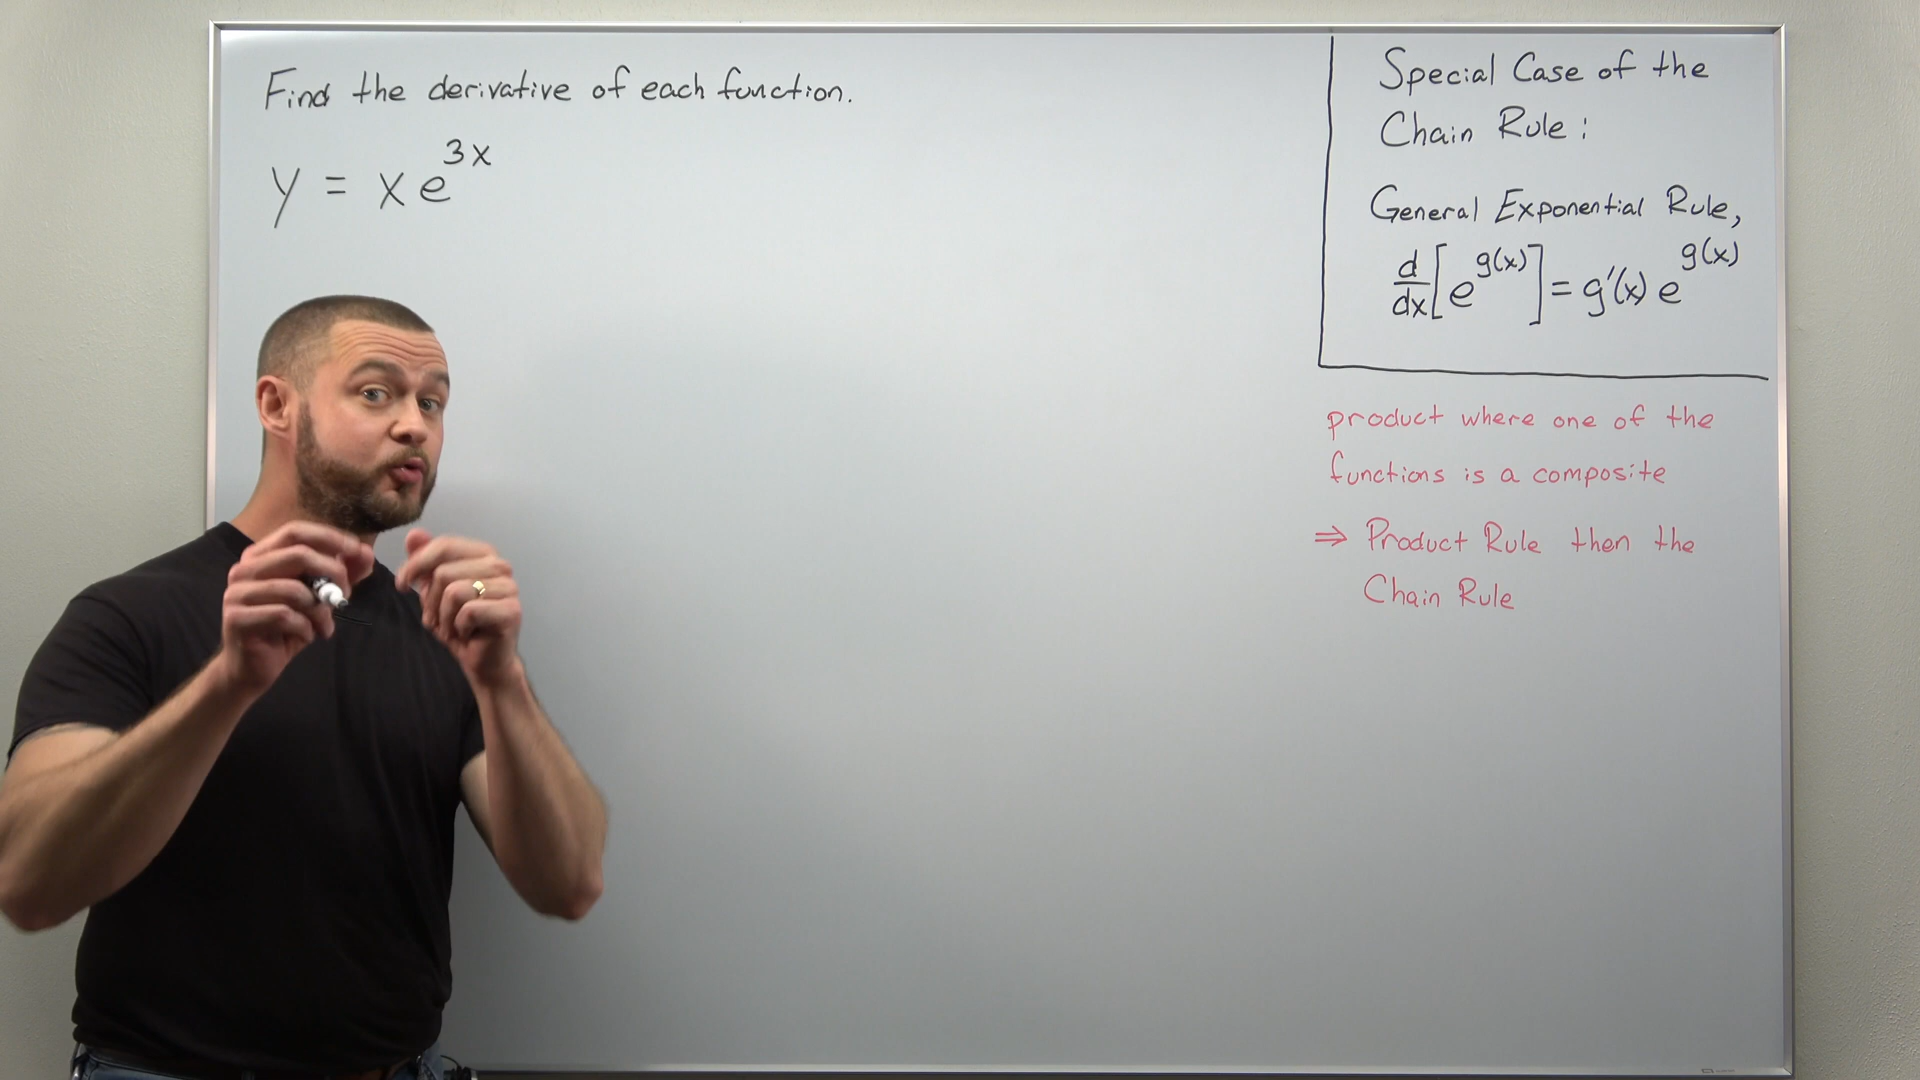 Find the derivative of each function.
y = xe^{3x}
Special Case of the
Chain Rule:
General Exponential Rule,
d/dx[e^{g(x)}] = g'(x) e^{g(x)}
product where one of the
functions is a composite
⇒ Product Rule then the
Chain Rule